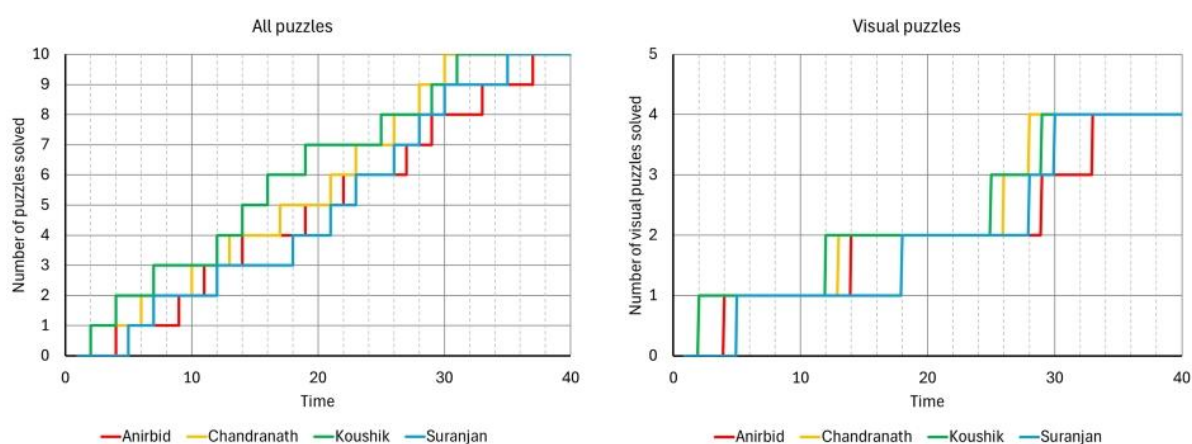 All puzzles
Number of puzzles solved
10
9
8
7
6
5
4
3
2
1
0
0 10 20 30 40
Time
Anirbid Chandranath Koushik Suranjan
Visual puzzles
Number of visual puzzles solved
5
4
3
2
1
0
0 10 20 30 40
Time
Anirbid Chandranath Koushik Suranjan